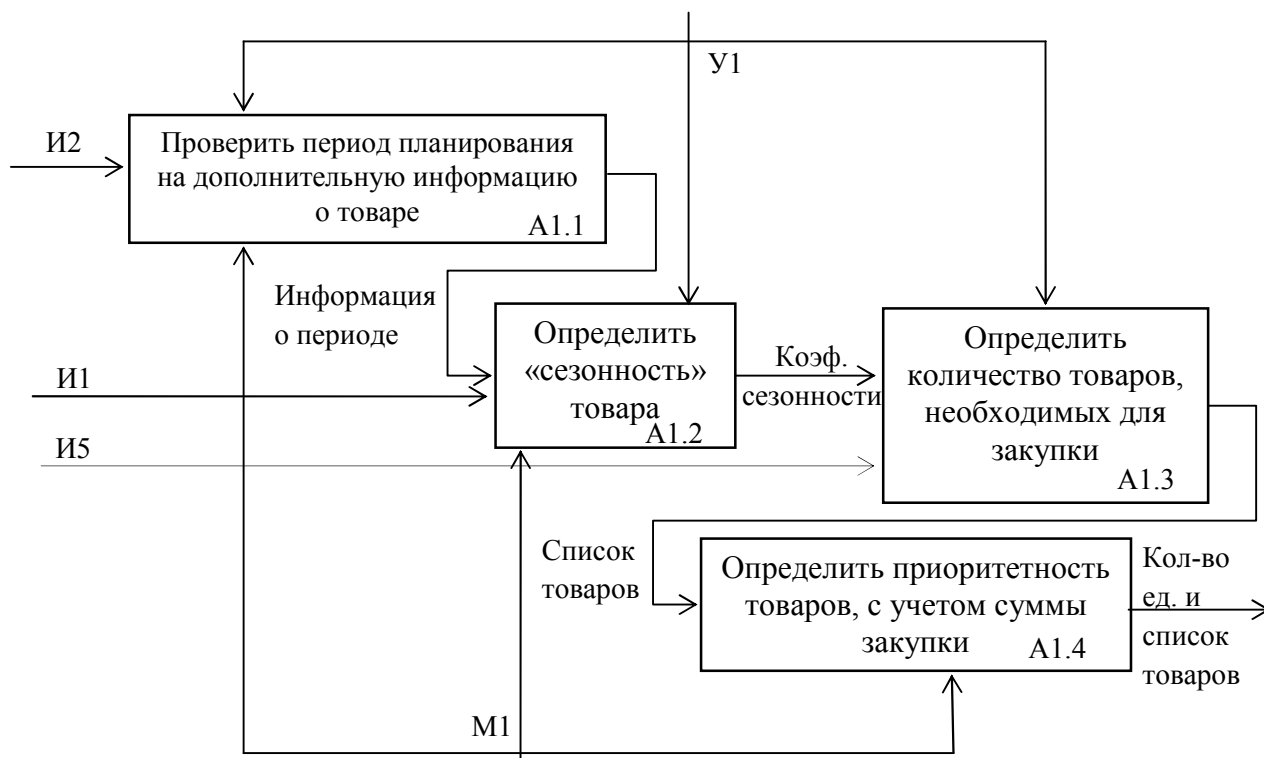 У1
И2
Проверить период планирования
на дополнительную информацию
о товаре
А1.1
Информация
о периоде
Определить
«сезонность»
товара
А1.2
Коэф.
сезонности
Определить
количество товаров,
необходимых для
закупки
А1.3
И1
И5
Список
товаров
Определить приоритетность
товаров, с учетом суммы
закупки
А1.4
Кол-во
ед. и
список
товаров
М1